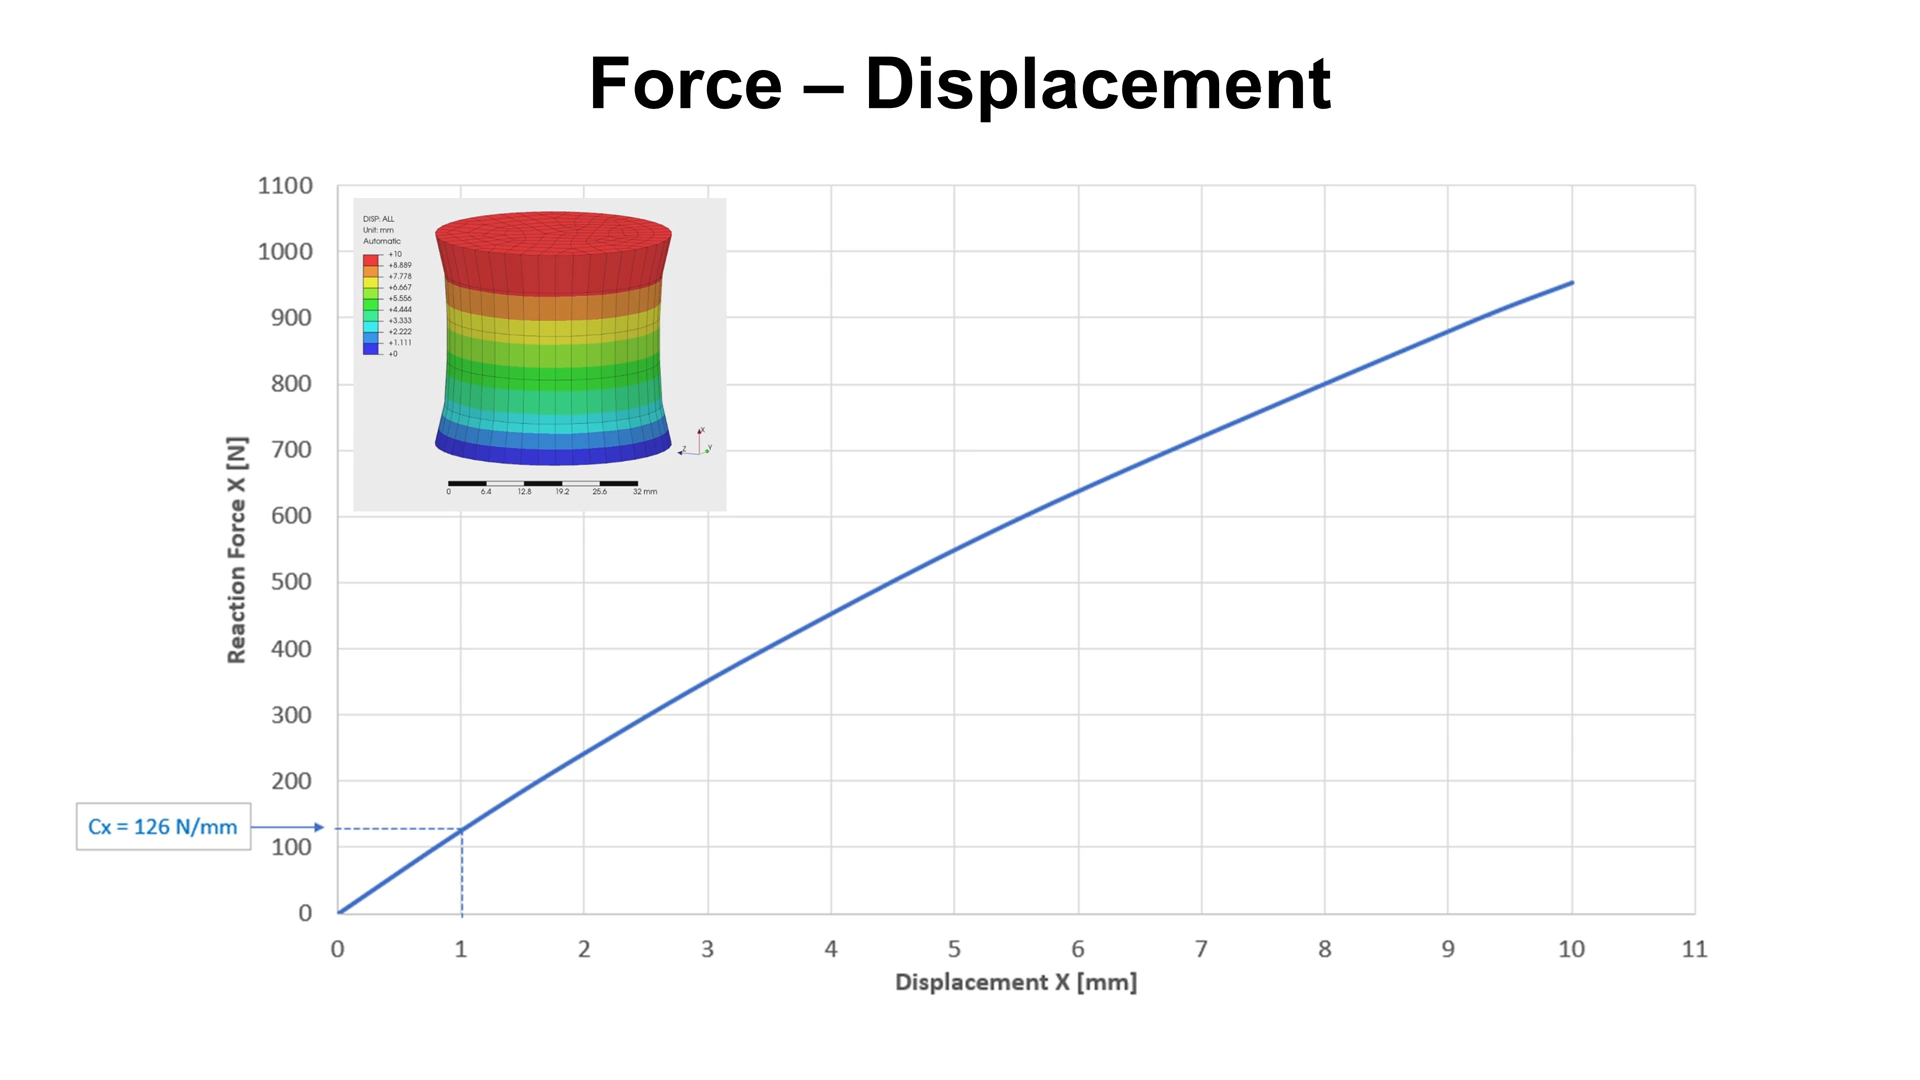 Force – Displacement
1100
1000
900
800
700
600
500
400
300
200
100
0
Reaction Force X [N]
DISP: ALL
Unit: mm
Automatic
+10
+8.889
+7.778
+6.667
+5.556
+4.444
+3.333
+2.222
+1.111
+0
X
Z Y
0 6.4 12.8 19.2 25.6 32 mm
Cx = 126 N/mm
0 1 2 3 4 5 6 7 8 9 10 11
Displacement X [mm]